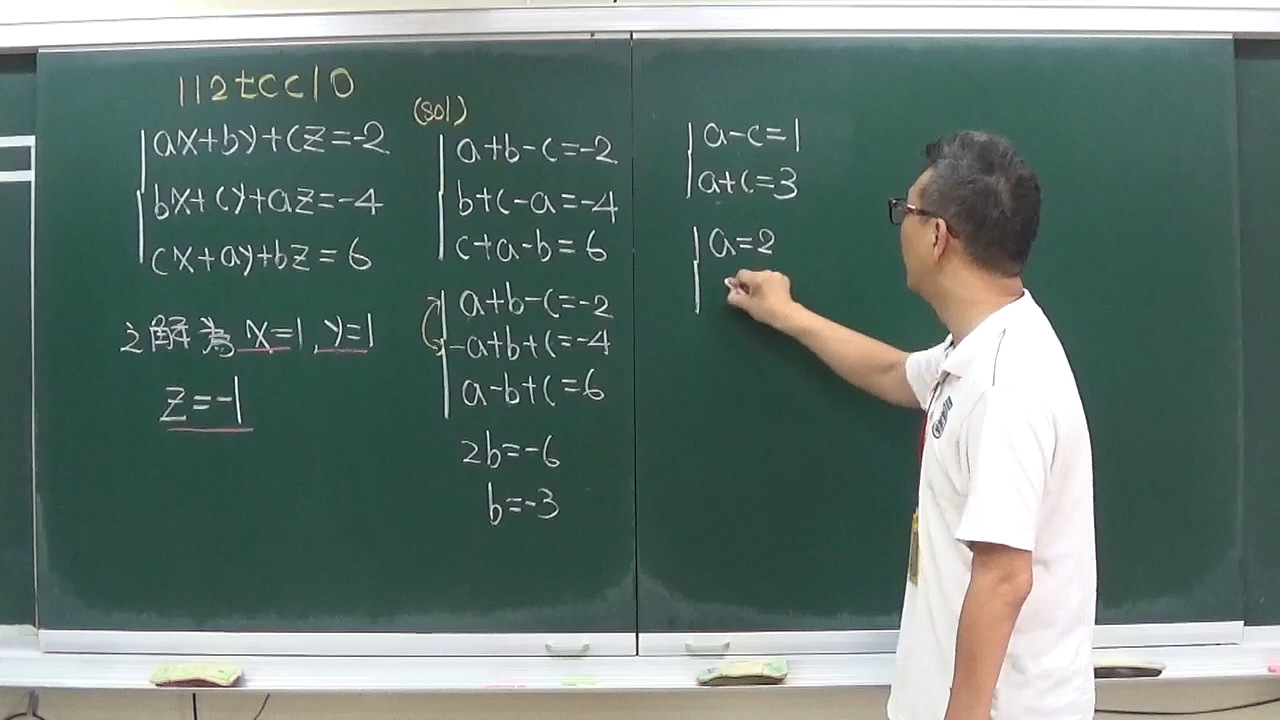 112tcc10
ax+by+cz=-2
bx+cy+az=-4
cx+ay+bz=6
之解為 x=1, y=1
z=-1
(sol)
a+b-c=-2
b+c-a=-4
c+a-b=6
a+b-c=-2
-a+b+c=-4
a-b+c=6
2b=-6
b=-3
a-c=1
a+c=3
a=2